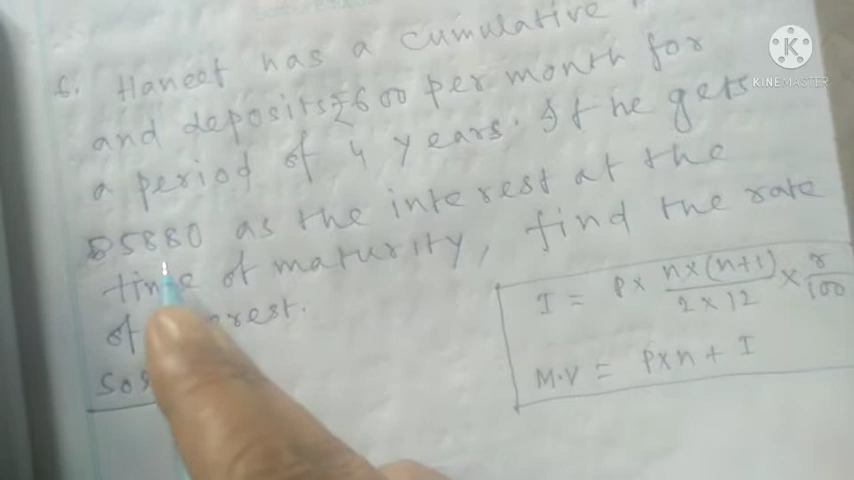 6. Haneef has a cumulative
and deposits ₹600 per month for
a period of 4 years. If he gets
₹5880 as the interest at the
time of maturity, find the rate
of
I = P × n×(n+1)/2×12 × r/100
M.V = P×n + I
K
KINEMASTER